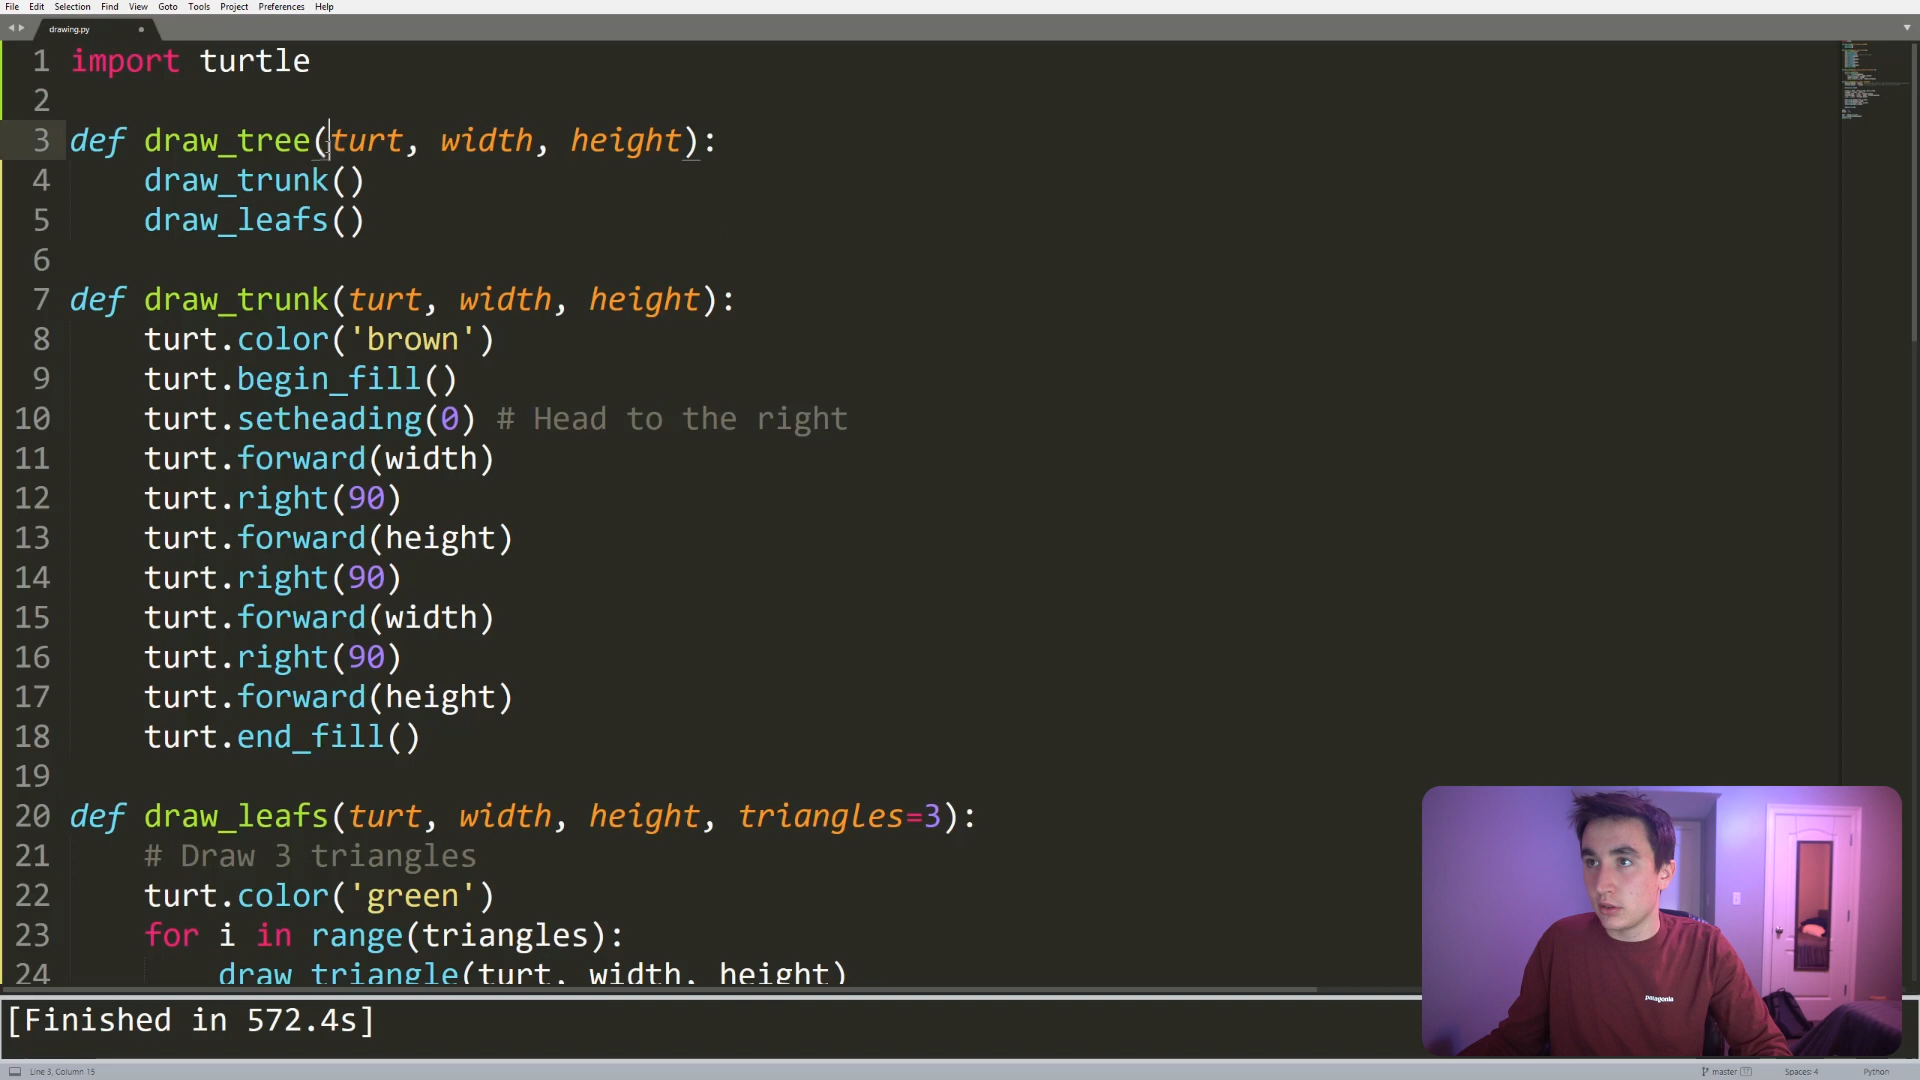 File Edit Selection Find View Goto Tools Project Preferences Help
drawing.py
1 import turtle
2
3 def draw_tree(turt, width, height):
4 draw_trunk()
5 draw_leafs()
6
7 def draw_trunk(turt, width, height):
8 turt.color('brown')
9 turt.begin_fill()
10 turt.setheading(0) # Head to the right
11 turt.forward(width)
12 turt.right(90)
13 turt.forward(height)
14 turt.right(90)
15 turt.forward(width)
16 turt.right(90)
17 turt.forward(height)
18 turt.end_fill()
19
20 def draw_leafs(turt, width, height, triangles=3):
21 # Draw 3 triangles
22 turt.color('green')
23 for i in range(triangles):
24 draw_triangle(turt, width, height)
patagonia
[Finished in 572.4s]
Line 3, Column 15 master 17 Spaces: 4 Python